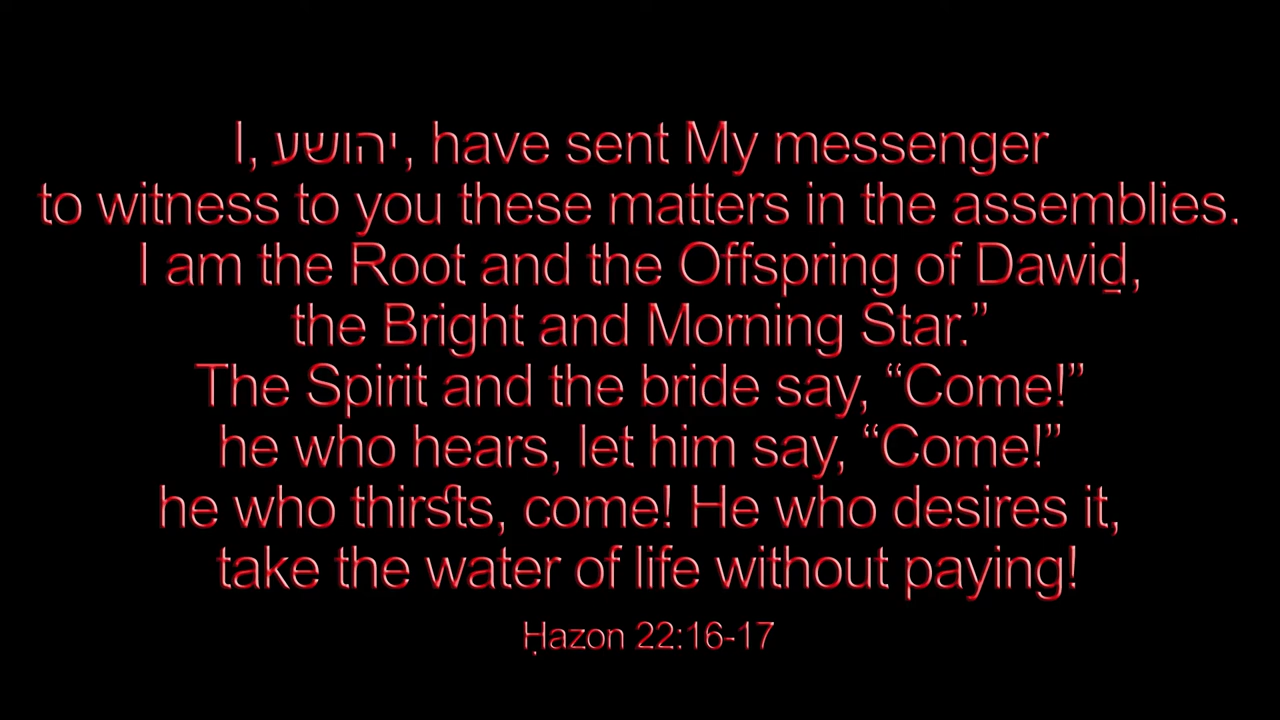 I, יהושע, have sent My messenger
to witness to you these matters in the assemblies.
I am the Root and the Offspring of Dawiḏ,
the Bright and Morning Star.”
The Spirit and the bride say, “Come!”
he who hears, let him say, “Come!”
he who thirsts, come! He who desires it,
take the water of life without paying!
Ḥazon 22:16-17